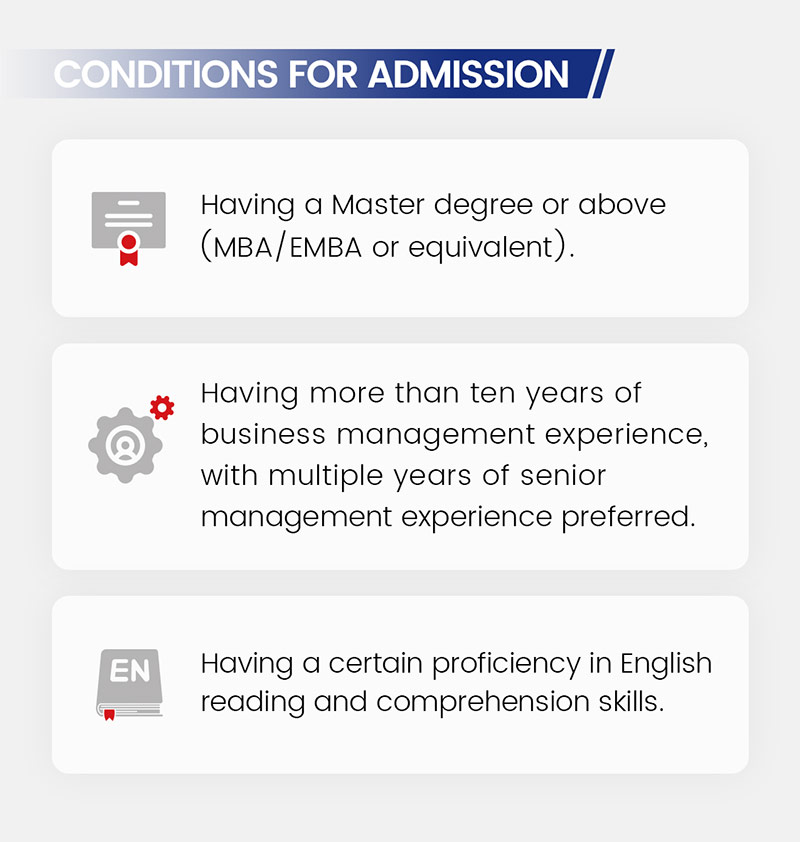 CONDITIONS FOR ADMISSION
Having a Master degree or above
(MBA/EMBA or equivalent).
Having more than ten years of
business management experience,
with multiple years of senior
management experience preferred.
EN
Having a certain proficiency in English
reading and comprehension skills.